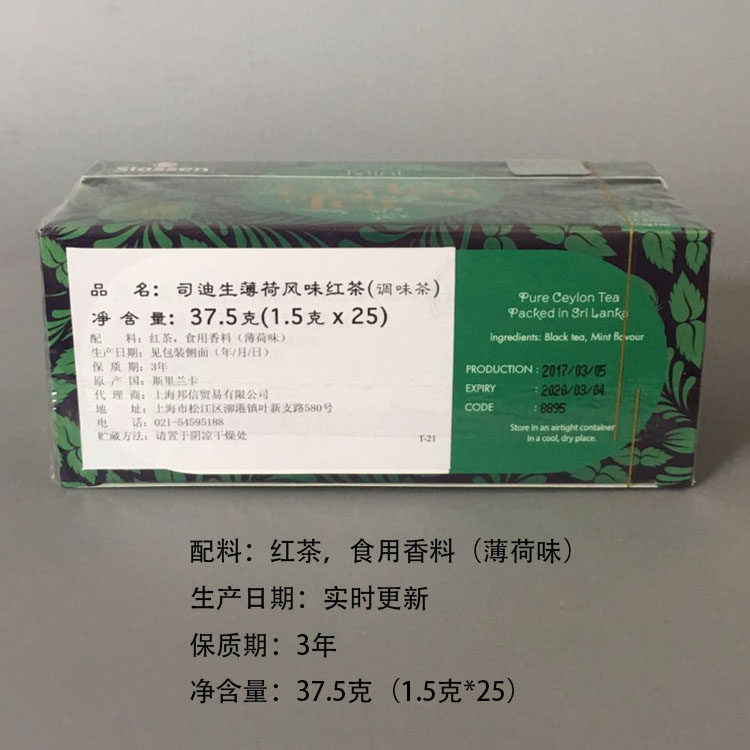 Stassen
品 名：司迪生薄荷风味红茶(调味茶)
净 含 量：37.5克(1.5克 x 25)
配 料：红茶，食用香料（薄荷味）
生产日期：见包装侧面（年/月/日）
保 质 期：3年
原 产 国：斯里兰卡
代 理 商：上海邦信贸易有限公司
地 址：上海市松江区泖港镇叶新支路580号
电 话：021-54595188
贮藏方法：请置于阴凉干燥处
T-21
Pure Ceylon Tea
Packed in Sri Lanka
Ingredients: Black tea, Mint flavour
PRODUCTION : 2017/03/05
EXPIRY : 2020/03/04
CODE : 8895
Store in an airtight container
in a cool, dry place.
配料：红茶，食用香料（薄荷味）
生产日期：实时更新
保质期：3年
净含量：37.5克（1.5克*25）